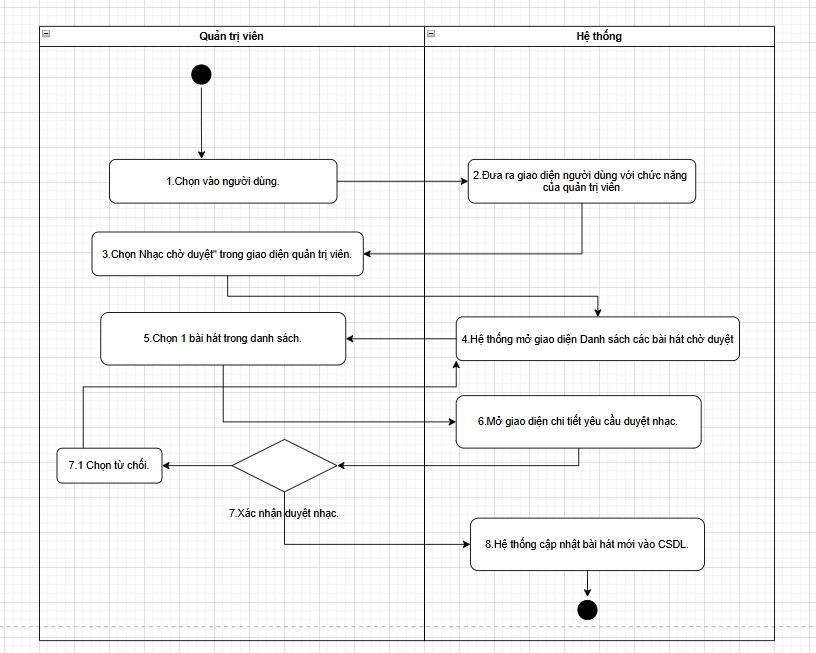 Quản trị viên
Hệ thống
1.Chọn vào người dùng.
2.Đưa ra giao diện người dùng với chức năng
của quản trị viên
3.Chọn Nhạc chờ duyệt" trong giao diện quản trị viên.
4.Hệ thống mở giao diện Danh sách các bài hát chờ duyệt
5.Chọn 1 bài hát trong danh sách.
6.Mở giao diện chi tiết yêu cầu duyệt nhạc.
7.1 Chọn từ chối.
7.Xác nhận duyệt nhạc.
8.Hệ thống cập nhật bài hát mới vào CSDL.